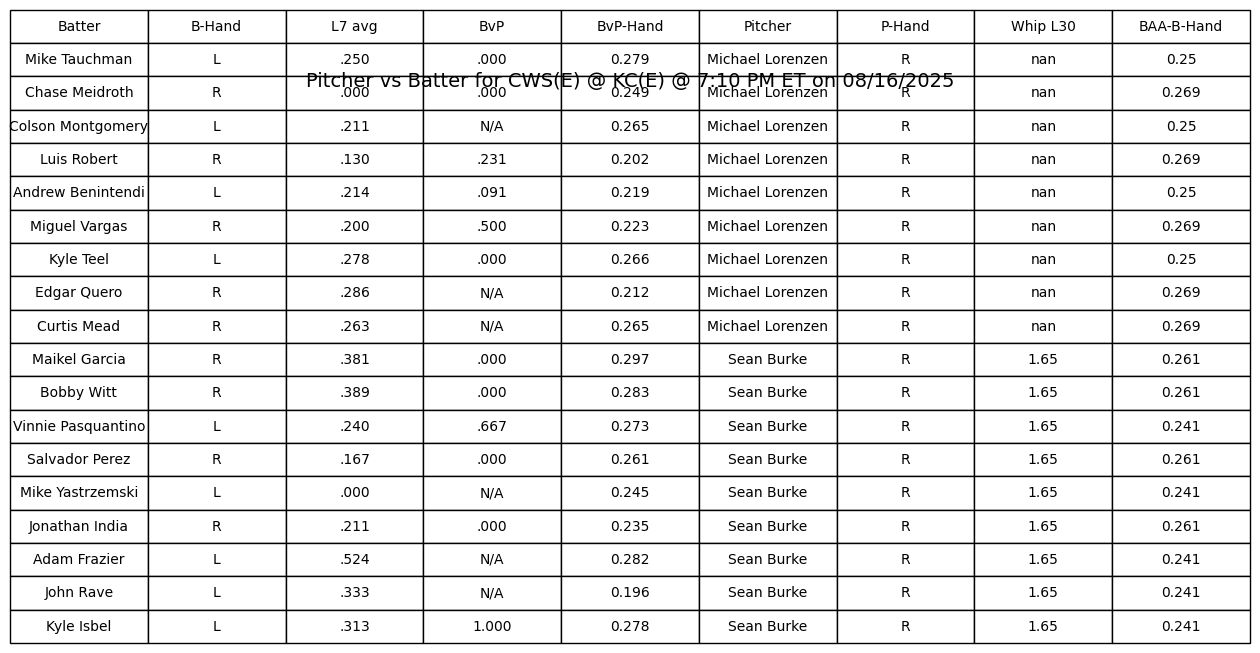 Batter B-Hand L7 avg BvP BvP-Hand Pitcher P-Hand Whip L30 BAA-B-Hand
Mike Tauchman L .250 .000 0.279 Michael Lorenzen R nan 0.25
Pitcher vs Batter for CWS(E) @ KC(E) @ 7:10 PM ET on 08/16/2025
Chase Meidroth R .000 .000 0.249 Michael Lorenzen R nan 0.269
Colson Montgomery L .211 N/A 0.265 Michael Lorenzen R nan 0.25
Luis Robert R .130 .231 0.202 Michael Lorenzen R nan 0.269
Andrew Benintendi L .214 .091 0.219 Michael Lorenzen R nan 0.25
Miguel Vargas R .200 .500 0.223 Michael Lorenzen R nan 0.269
Kyle Teel L .278 .000 0.266 Michael Lorenzen R nan 0.25
Edgar Quero R .286 N/A 0.212 Michael Lorenzen R nan 0.269
Curtis Mead R .263 N/A 0.265 Michael Lorenzen R nan 0.269
Maikel Garcia R .381 .000 0.297 Sean Burke R 1.65 0.261
Bobby Witt R .389 .000 0.283 Sean Burke R 1.65 0.261
Vinnie Pasquantino L .240 .667 0.273 Sean Burke R 1.65 0.241
Salvador Perez R .167 .000 0.261 Sean Burke R 1.65 0.261
Mike Yastrzemski L .000 N/A 0.245 Sean Burke R 1.65 0.241
Jonathan India R .211 .000 0.235 Sean Burke R 1.65 0.261
Adam Frazier L .524 N/A 0.282 Sean Burke R 1.65 0.241
John Rave L .333 N/A 0.196 Sean Burke R 1.65 0.241
Kyle Isbel L .313 1.000 0.278 Sean Burke R 1.65 0.241